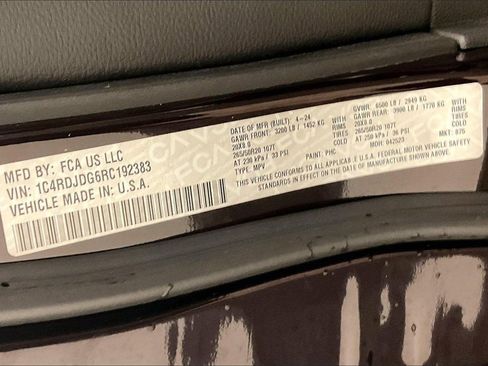 MFD BY: FCA US LLC
VIN: 1C4RDJDG6RC192383
VEHICLE MADE IN: U.S.A.
DATE OF MFR (BUILT): 4-24
GAWR FRONT: 3200 LB / 1452 KG
20X8.0 RIMS
265/50R20 107T TIRES
AT 230 kPa / 33 PSI COLD
TYPE: MPV PAINT: PHC
GVWR: 6500 LB / 2949 KG
GAWR REAR: 3900 LB / 1770 KG
20X8.0 RIMS
265/50R20 107T TIRES
AT 250 kPa / 36 PSI COLD
MDH: 042523 MKT: 875
THIS VEHICLE CONFORMS TO ALL APPLICABLE U.S.A. FEDERAL MOTOR VEHICLE SAFETY
STANDARDS IN EFFECT ON THE DATE OF MANUFACTURE SHOWN ABOVE.